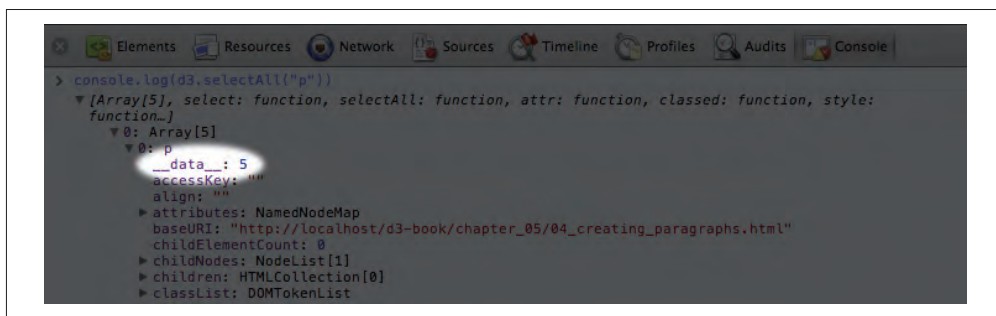 Elements Resources Network Sources Timeline Profiles Audits Console
> console.log(d3.selectAll("p"))
▼[Array[5], select: function, selectAll: function, attr: function, classed: function, style:
function…]
▼0: Array[5]
▼0: p
__data__: 5
accessKey: ""
align: ""
▶attributes: NamedNodeMap
baseURI: "http://localhost/d3-book/chapter_05/04_creating_paragraphs.html"
childElementCount: 0
▶childNodes: NodeList[1]
▶children: HTMLCollection[0]
▶classList: DOMTokenList